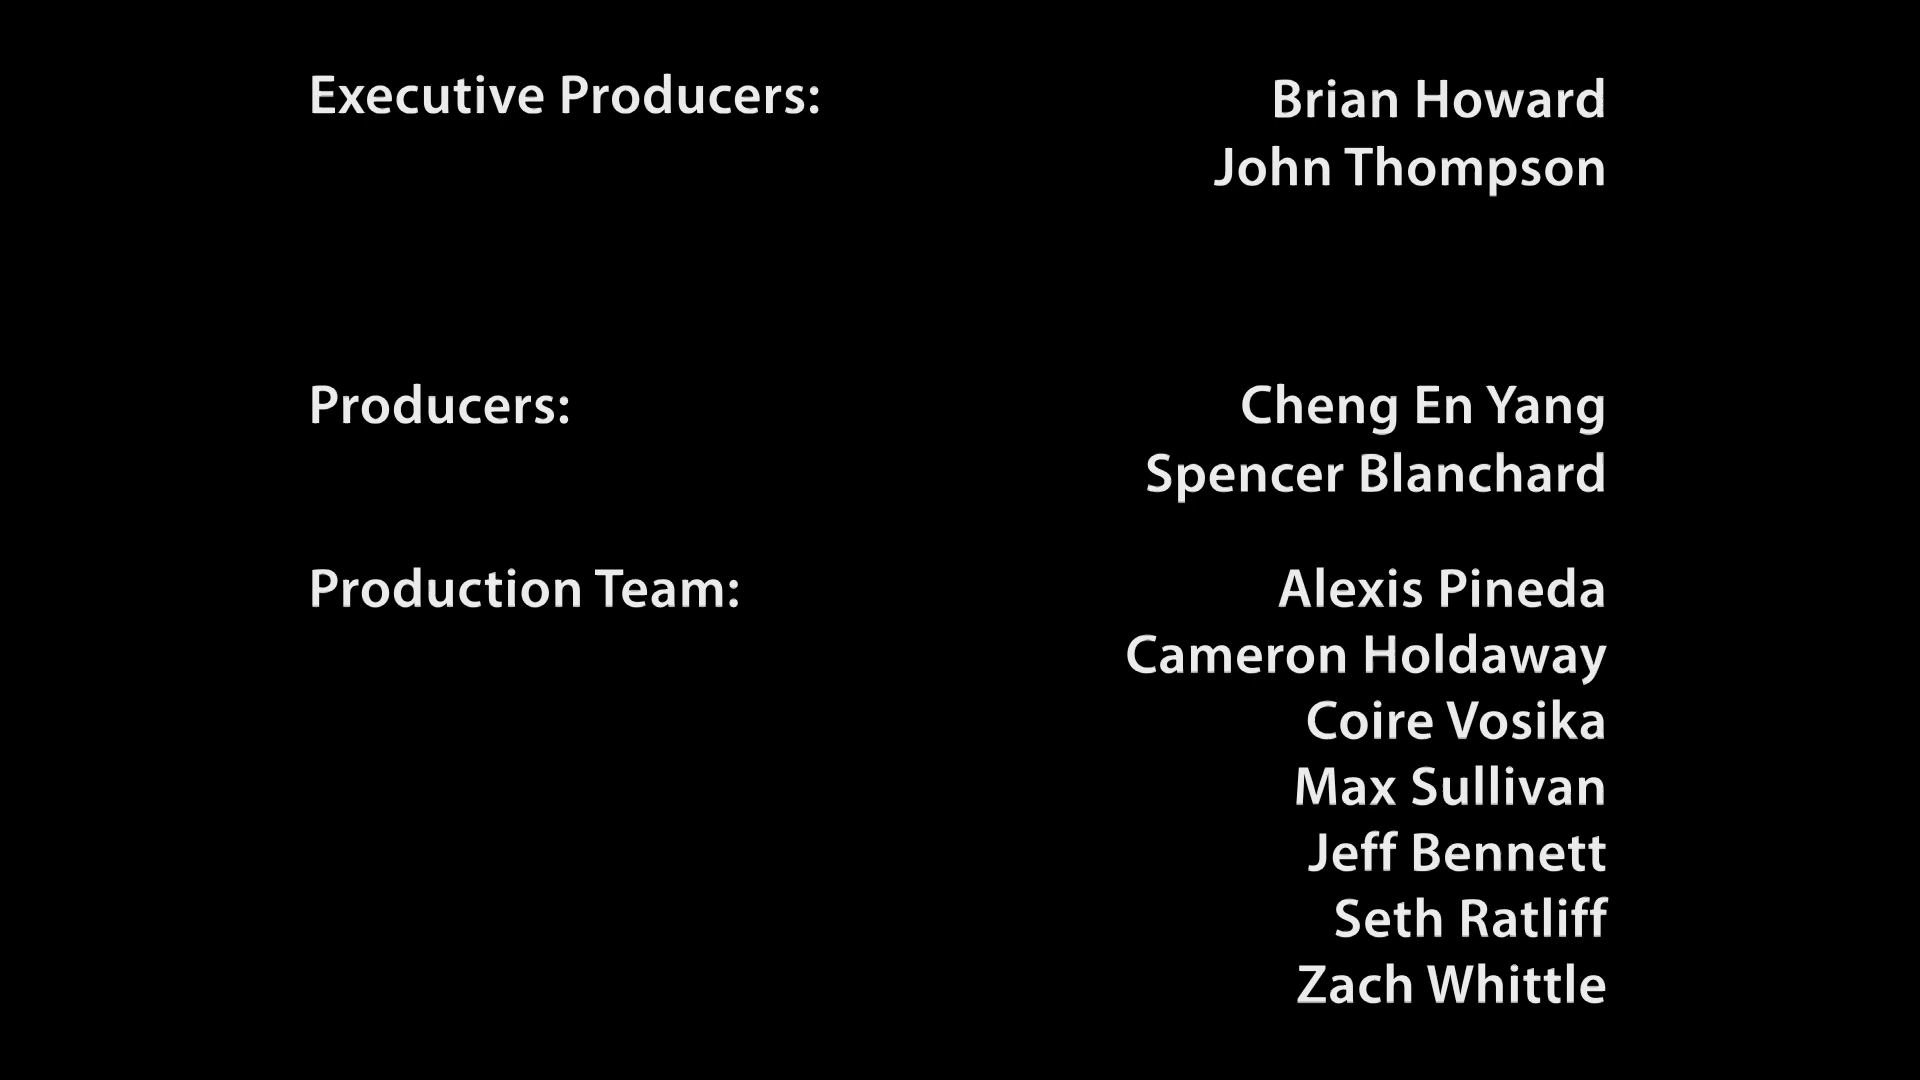 Executive Producers: Brian Howard
John Thompson
Producers: Cheng En Yang
Spencer Blanchard
Production Team: Alexis Pineda
Cameron Holdaway
Coire Vosika
Max Sullivan
Jeff Bennett
Seth Ratliff
Zach Whittle